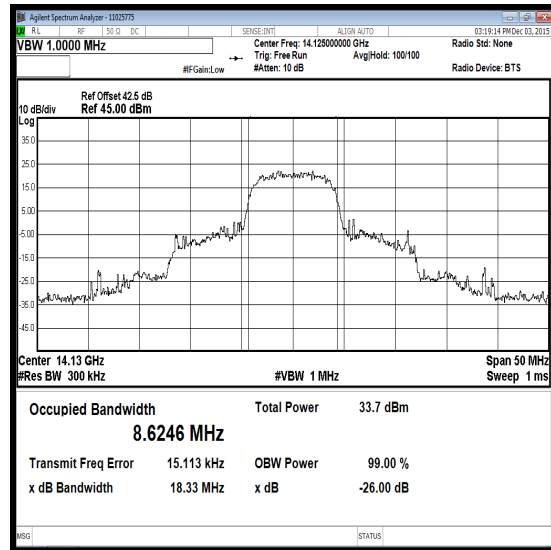 Agilent Spectrum Analyzer - 11025775
LXI RL RF 50 Ω DC SENSE:INT ALIGN AUTO 03:19:14 PM Dec 03, 2015
VBW 1.0000 MHz Center Freq: 14.125000000 GHz Radio Std: None
Trig: Free Run Avg|Hold: 100/100
#IFGain:Low #Atten: 10 dB Radio Device: BTS
Ref Offset 42.5 dB
10 dB/div Ref 45.00 dBm
Log
35.0
25.0
15.0
5.00
-5.00
-15.0
-25.0
-35.0
-45.0
Center 14.13 GHz Span 50 MHz
#Res BW 300 kHz #VBW 1 MHz Sweep 1 ms
Occupied Bandwidth Total Power 33.7 dBm
8.6246 MHz
Transmit Freq Error 15.113 kHz OBW Power 99.00 %
x dB Bandwidth 18.33 MHz x dB -26.00 dB
MSG STATUS